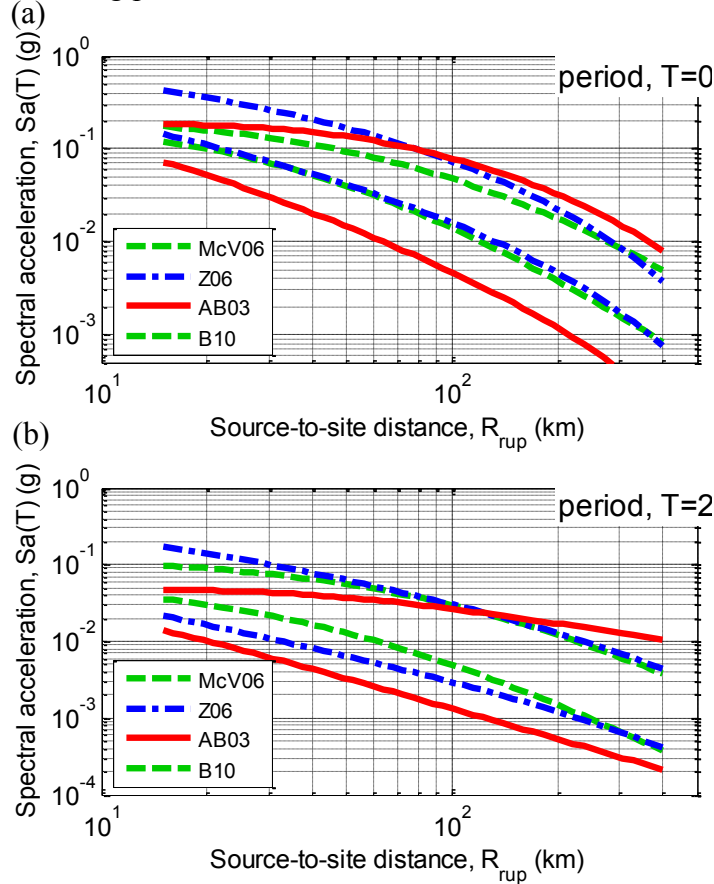 (a)
10^0
period, T=0
10^-1
10^-2
10^-3
Spectral acceleration, Sa(T) (g)
McV06
Z06
AB03
B10
10^1
10^2
Source-to-site distance, R_rup (km)
(b)
10^0
period, T=2
10^-1
10^-2
10^-3
10^-4
Spectral acceleration, Sa(T) (g)
McV06
Z06
AB03
B10
10^1
10^2
Source-to-site distance, R_rup (km)